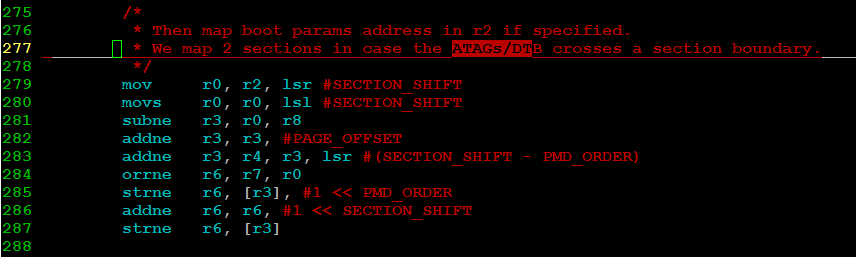 275 /*
276 * Then map boot params address in r2 if specified.
277 * We map 2 sections in case the ATAGs/DTB crosses a section boundary.
278 */
279 mov r0, r2, lsr #SECTION_SHIFT
280 movs r0, r0, lsl #SECTION_SHIFT
281 subne r3, r0, r8
282 addne r3, r3, #PAGE_OFFSET
283 addne r3, r4, r3, lsr #(SECTION_SHIFT - PMD_ORDER)
284 orrne r6, r7, r0
285 strne r6, [r3], #1 << PMD_ORDER
286 addne r6, r6, #1 << SECTION_SHIFT
287 strne r6, [r3]
288